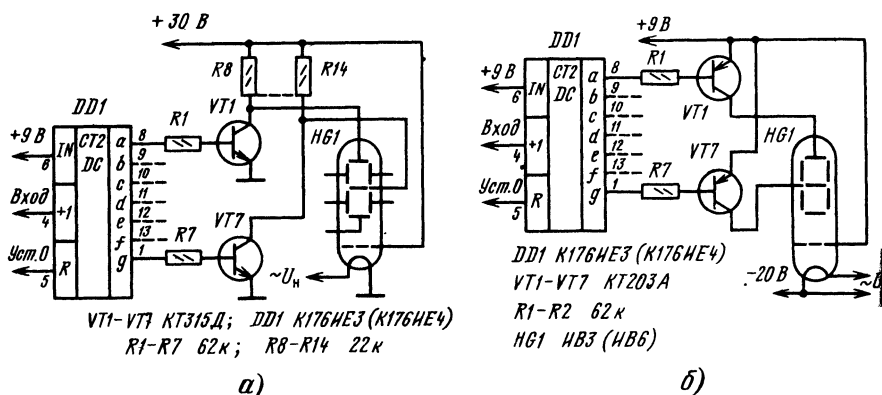 +30 В
R8
R14
DD1
VT1
HG1
+9 В
6
IN
CT2
DC
a
8
R1
b
9
c
10
Вход
4
+1
d
11
e
12
f
13
VT7
R7
Уст.0
5
R
g
1
~Uн
VT1-VT7 КТ315Д; DD1 К176ИЕ3 (К176ИЕ4)
R1-R7 62к; R8-R14 22к
а)
+9 В
DD1
R1
+9 В
6
IN
CT2
DC
a
8
b
9
c
10
VT1
HG1
Вход
4
+1
d
11
e
12
f
13
VT7
R7
Уст.0
5
R
g
1
DD1 К176ИЕ3 (К176ИЕ4)
VT1-VT7 КТ203А
R1-R2 62к
HG1 ИВ3 (ИВ6)
-20 В
б)